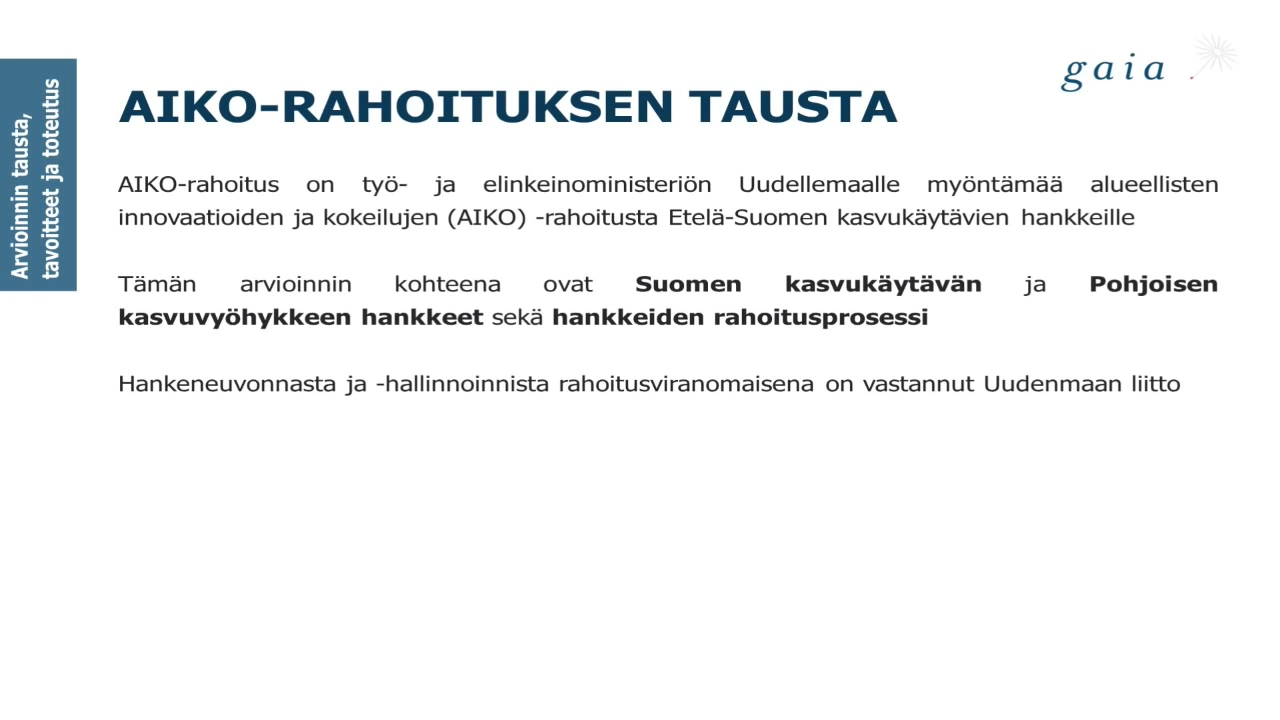 Arvioinnin tausta,
tavoitteet ja toteutus
gaia
AIKO-RAHOITUKSEN TAUSTA
AIKO-rahoitus on työ- ja elinkeinoministeriön Uudellemaalle myöntämää alueellisten
innovaatioiden ja kokeilujen (AIKO) -rahoitusta Etelä-Suomen kasvukäytävien hankkeille
Tämän arvioinnin kohteena ovat Suomen kasvukäytävän ja Pohjoisen
kasvuvyöhykkeen hankkeet sekä hankkeiden rahoitusprosessi
Hankeneuvonnasta ja -hallinnoinnista rahoitusviranomaisena on vastannut Uudenmaan liitto